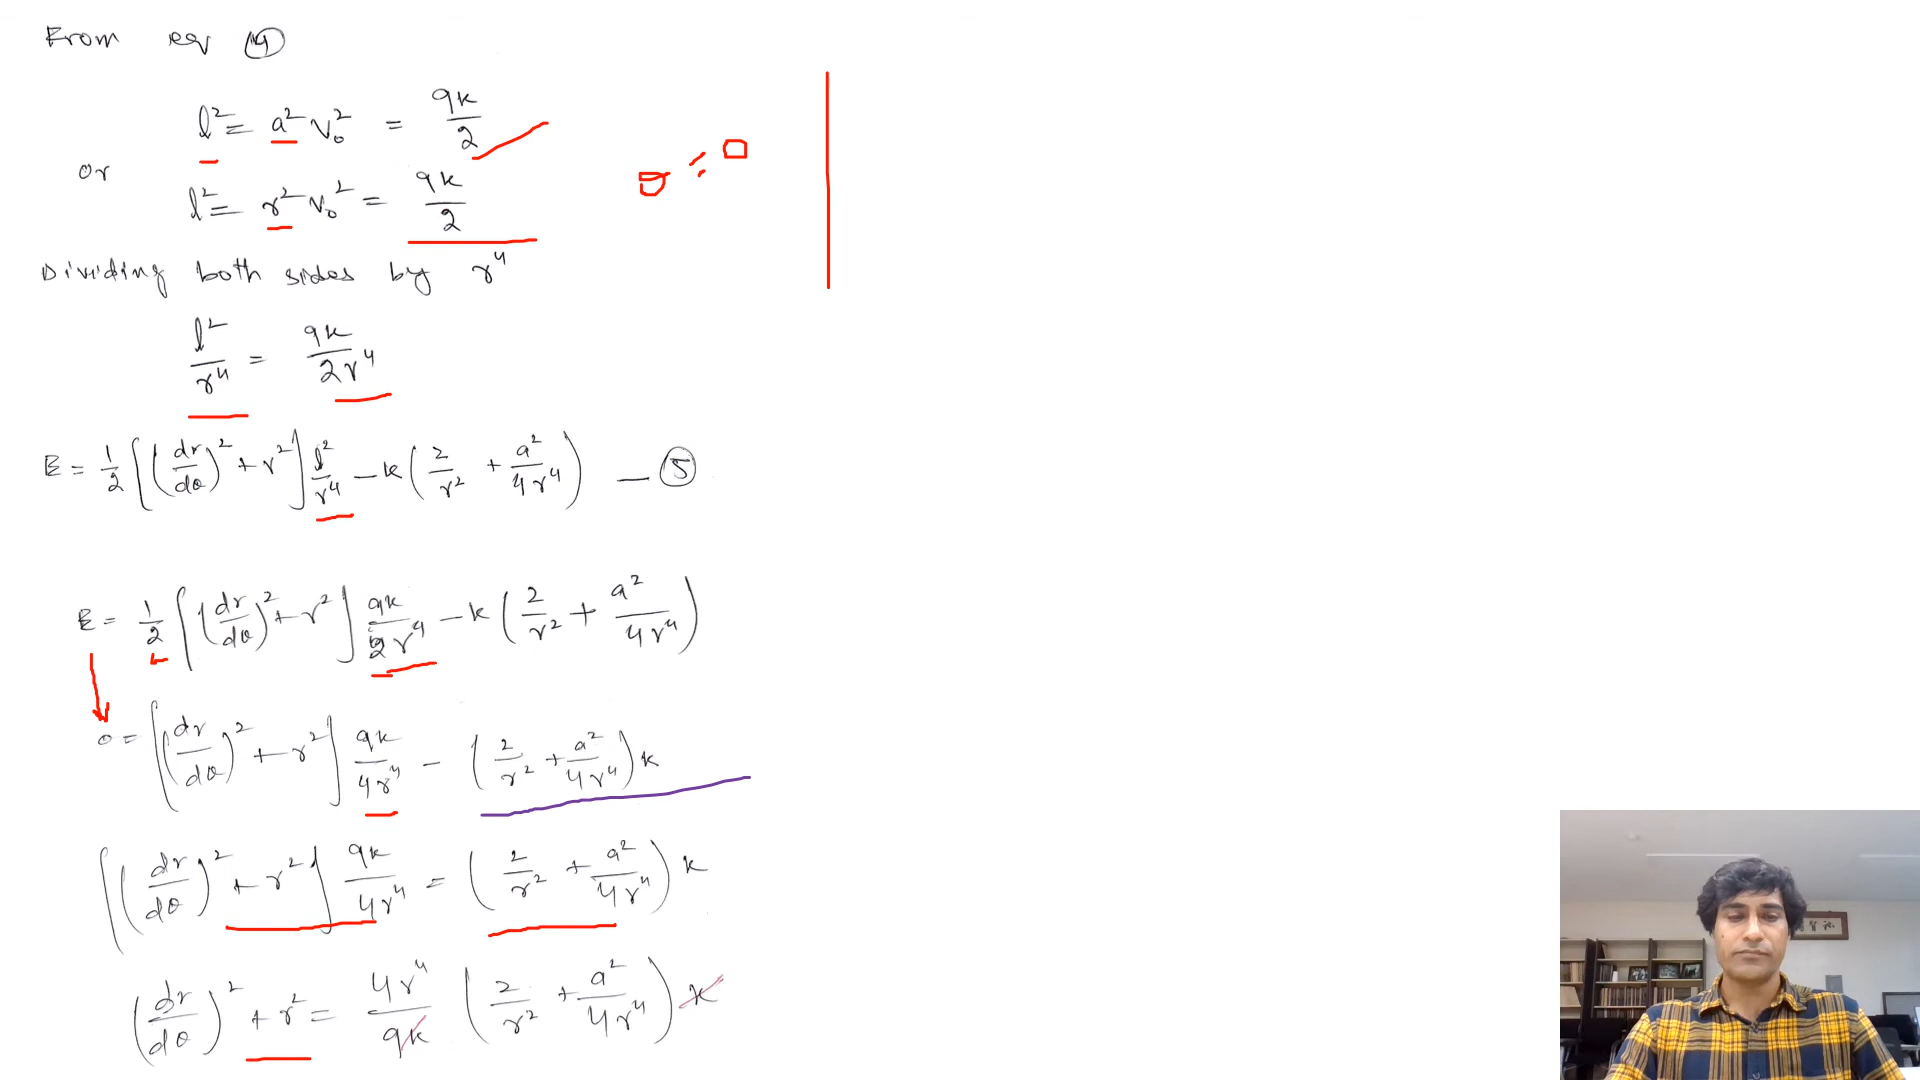 From eq ④
l² = a² v₀² = 9k/2
or
l² = r² v₀² = 9k/2
Dividing both sides by r⁴
l²/r⁴ = 9k/2r⁴
E = 1/2 [(dr/dθ)² + r²] l²/r⁴ - k (2/r² + a²/4r⁴) — ⑤
E = 1/2 [(dr/dθ)² + r²] 9k/2r⁴ - k (2/r² + a²/4r⁴)
0 = [(dr/dθ)² + r²] 9k/4r⁴ - (2/r² + a²/4r⁴) k
[(dr/dθ)² + r²] 9k/4r⁴ = (2/r² + a²/4r⁴) k
(dr/dθ)² + r² = 4r⁴/9k (2/r² + a²/4r⁴) k